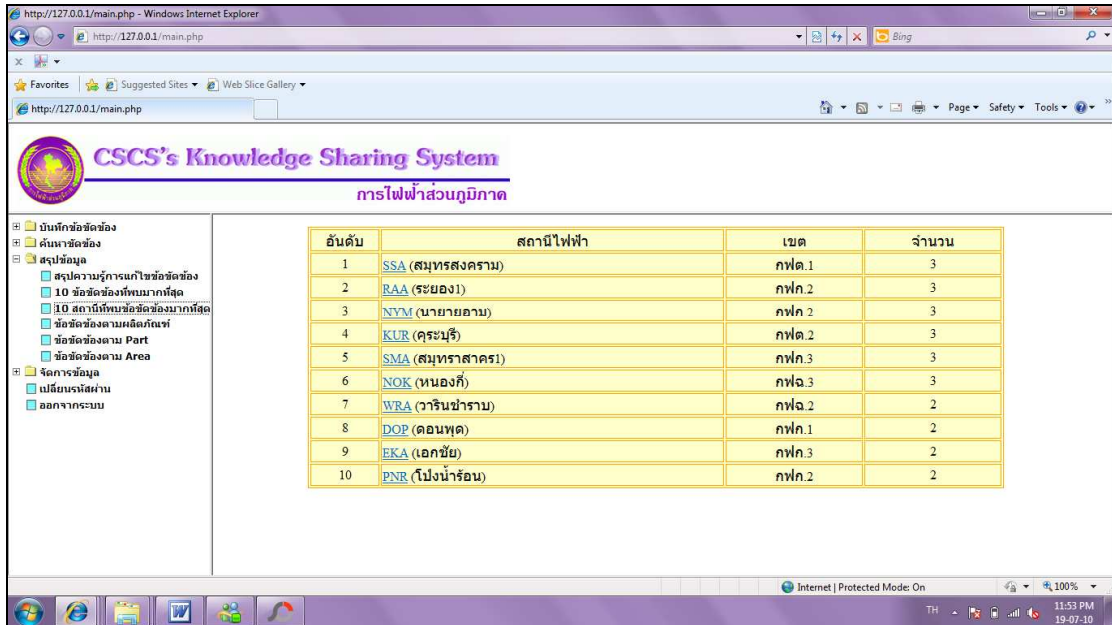 http://127.0.0.1/main.php - Windows Internet Explorer
http://127.0.0.1/main.php
Bing
Favorites Suggested Sites Web Slice Gallery
http://127.0.0.1/main.php
Page Safety Tools
CSCS's Knowledge Sharing System
การไฟฟ้าส่วนภูมิภาค
บันทึกข้อขัดข้อง
ค้นหาขัดข้อง
สรุปข้อมูล
สรุปความรู้การแก้ไขข้อขัดข้อง
10 ข้อขัดข้องที่พบมากที่สุด
10 สถานีที่พบข้อขัดข้องมากที่สุด
ข้อขัดข้องตามผลิตภัณฑ์
ข้อขัดข้องตาม Part
ข้อขัดข้องตาม Area
จัดการข้อมูล
เปลี่ยนรหัสผ่าน
ออกจากระบบ
อันดับ สถานีไฟฟ้า เขต จำนวน
1 SSA (สมุทรสงคราม) กฟต.1 3
2 RAA (ระยอง1) กฟก.2 3
3 NYM (นายายอาม) กฟก 2 3
4 KUR (คุระบุรี) กฟต.2 3
5 SMA (สมุทราสาคร1) กฟก.3 3
6 NOK (หนองกี่) กฟฉ.3 3
7 WRA (วารินชำราบ) กฟฉ.2 2
8 DOP (ดอนพุด) กฟก.1 2
9 EKA (เอกชัย) กฟก.3 2
10 PNR (โป่งน้ำร้อน) กฟก.2 2
Internet | Protected Mode: On 100%
TH 11:53 PM
19-07-10